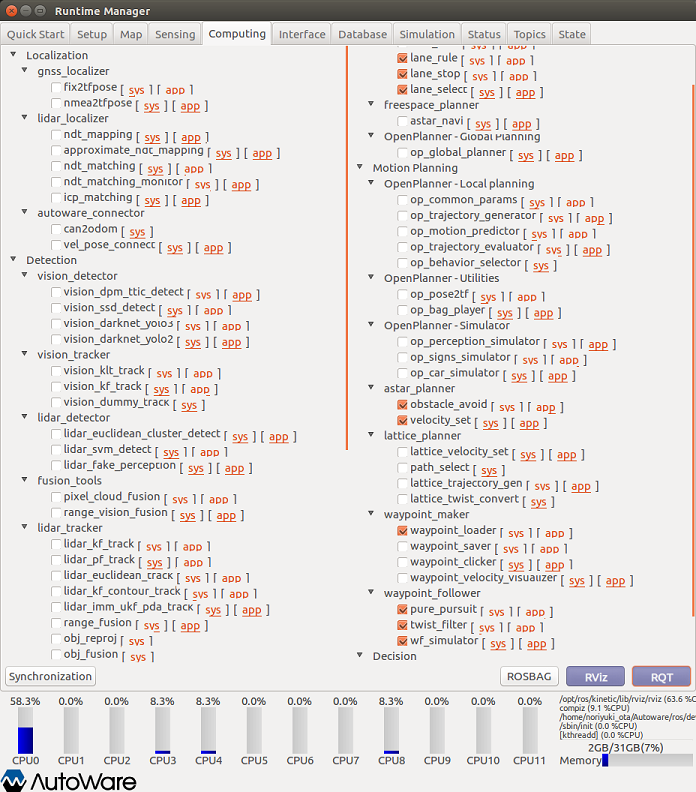 Runtime Manager
Quick Start Setup Map Sensing Computing Interface Database Simulation Status Topics State
Localization
gnss_localizer
fix2tfpose [ sys ] [ app ]
nmea2tfpose [ sys ] [ app ]
lidar_localizer
ndt_mapping [ sys ] [ app ]
approximate_ndt_mapping [ sys ] [ app ]
ndt_matching [ sys ] [ app ]
ndt_matching_monitor [ sys ] [ app ]
icp_matching [ sys ] [ app ]
autoware_connector
can2odom [ sys ]
vel_pose_connect [ sys ] [ app ]
Detection
vision_detector
vision_dpm_ttic_detect [ sys ] [ app ]
vision_ssd_detect [ sys ] [ app ]
vision_darknet_yolo3 [ sys ] [ app ]
vision_darknet_yolo2 [ sys ] [ app ]
vision_tracker
vision_klt_track [ sys ] [ app ]
vision_kf_track [ sys ] [ app ]
vision_dummy_track [ sys ]
lidar_detector
lidar_euclidean_cluster_detect [ sys ] [ app ]
lidar_svm_detect [ sys ] [ app ]
lidar_fake_perception [ sys ] [ app ]
fusion_tools
pixel_cloud_fusion [ sys ] [ app ]
range_vision_fusion [ sys ] [ app ]
lidar_tracker
lidar_kf_track [ sys ] [ app ]
lidar_pf_track [ sys ] [ app ]
lidar_euclidean_track [ sys ] [ app ]
lidar_kf_contour_track [ sys ] [ app ]
lidar_imm_ukf_pda_track [ sys ] [ app ]
range_fusion [ sys ] [ app ]
obj_reproj [ sys ]
obj_fusion [ sys ]
lane_rule [ sys ] [ app ]
lane_stop [ sys ] [ app ]
lane_select [ sys ] [ app ]
freespace_planner
astar_navi [ sys ] [ app ]
OpenPlanner - Global Planning
op_global_planner [ sys ] [ app ]
Motion Planning
OpenPlanner - Local planning
op_common_params [ sys ] [ app ]
op_trajectory_generator [ sys ] [ app ]
op_motion_predictor [ sys ] [ app ]
op_trajectory_evaluator [ sys ] [ app ]
op_behavior_selector [ sys ]
OpenPlanner - Utilities
op_pose2tf [ sys ] [ app ]
op_bag_player [ sys ] [ app ]
OpenPlanner - Simulator
op_perception_simulator [ sys ] [ app ]
op_signs_simulator [ sys ] [ app ]
op_car_simulator [ sys ] [ app ]
astar_planner
obstacle_avoid [ sys ] [ app ]
velocity_set [ sys ] [ app ]
lattice_planner
lattice_velocity_set [ sys ] [ app ]
path_select [ sys ]
lattice_trajectory_gen [ sys ] [ app ]
lattice_twist_convert [ sys ]
waypoint_maker
waypoint_loader [ sys ] [ app ]
waypoint_saver [ sys ] [ app ]
waypoint_clicker [ sys ] [ app ]
waypoint_velocity_visualizer [ sys ] [ app ]
waypoint_follower
pure_pursuit [ sys ] [ app ]
twist_filter [ sys ] [ app ]
wf_simulator [ sys ] [ app ]
Decision
Synchronization ROSBAG RViz RQT
58.3% 0.0% 0.0% 8.3% 8.3% 0.0% 0.0% 0.0% 8.3% 0.0% 0.0% 0.0%
CPU0 CPU1 CPU2 CPU3 CPU4 CPU5 CPU6 CPU7 CPU8 CPU9 CPU10 CPU11
/opt/ros/kinetic/lib/rviz/rviz (63.6 %C
compiz (9.1 %CPU)
/home/noriyuki_ota/Autoware/ros/de
/sbin/init (0.0 %CPU)
[kthreadd] (0.0 %CPU)
2GB/31GB(7%)
Memory
AutoWare